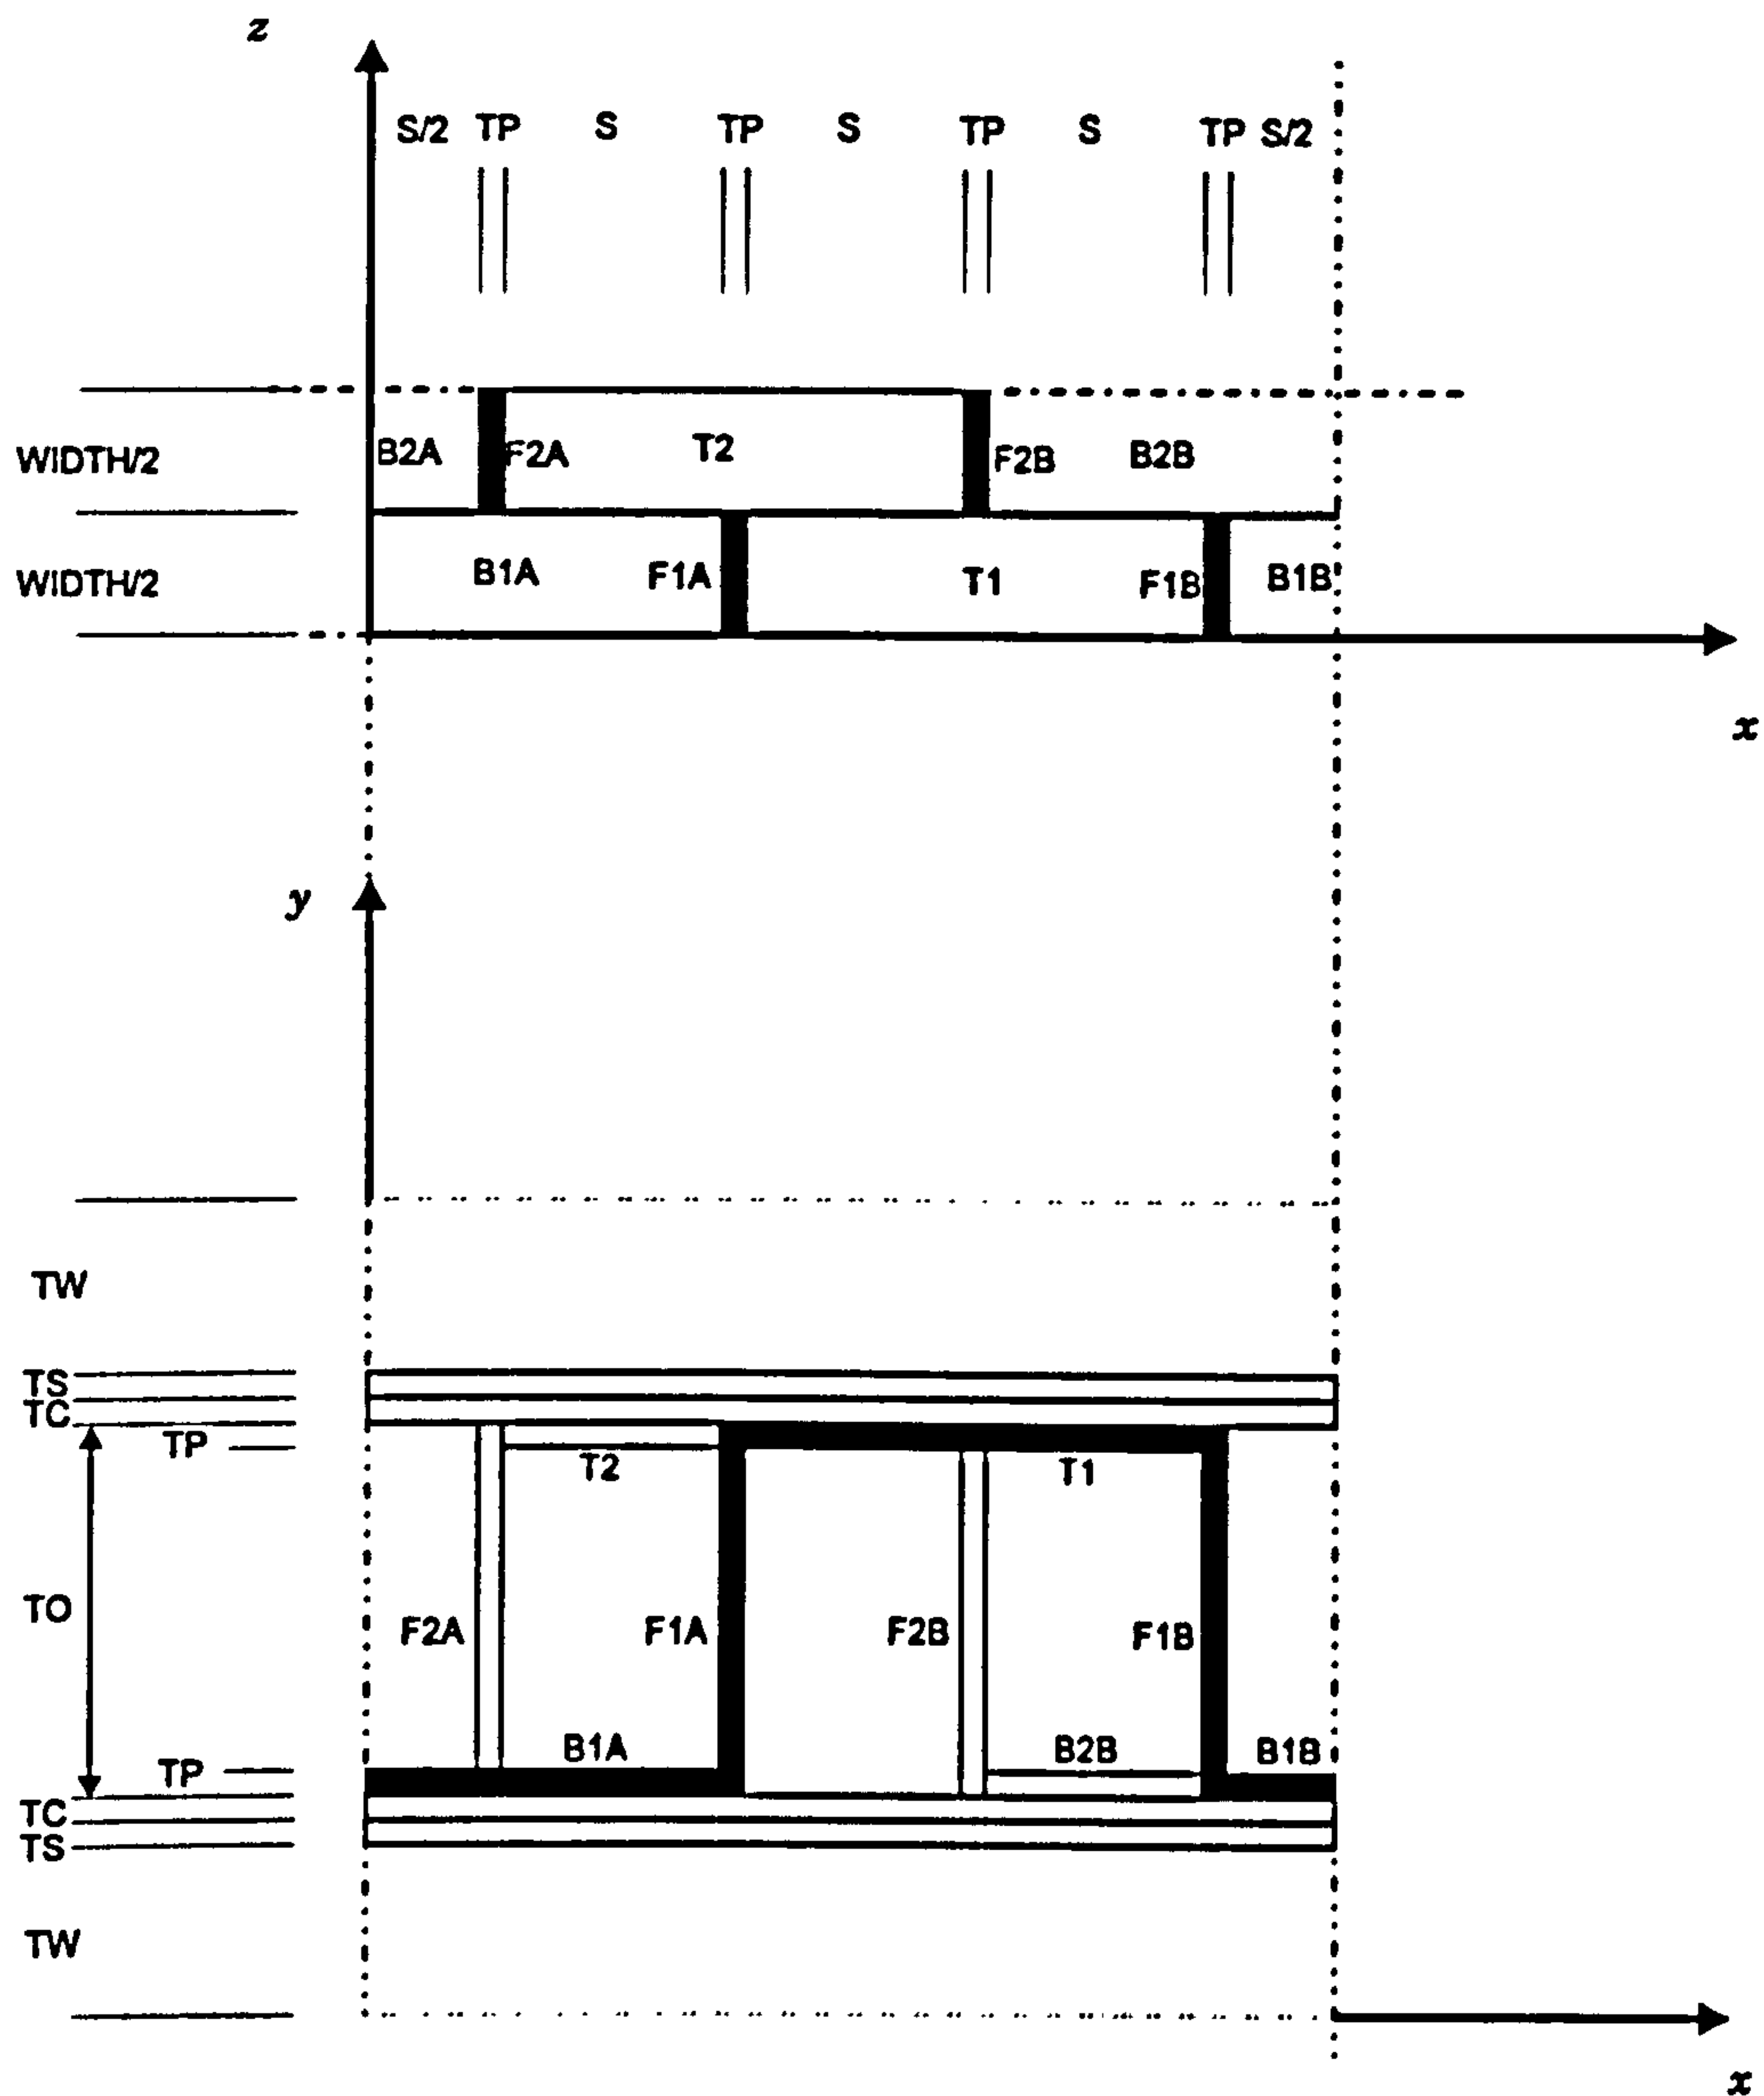 z
S/2 TP S TP S TP S TP S/2
WIDTH/2 B2A F2A T2 F2B B2B
WIDTH/2 B1A F1A T1 F1B B1B
x
y
TW
TS
TC
TP
T2 T1
TO F2A F1A F2B F1B
B1A B2B B1B
TP
TC
TS
TW
x